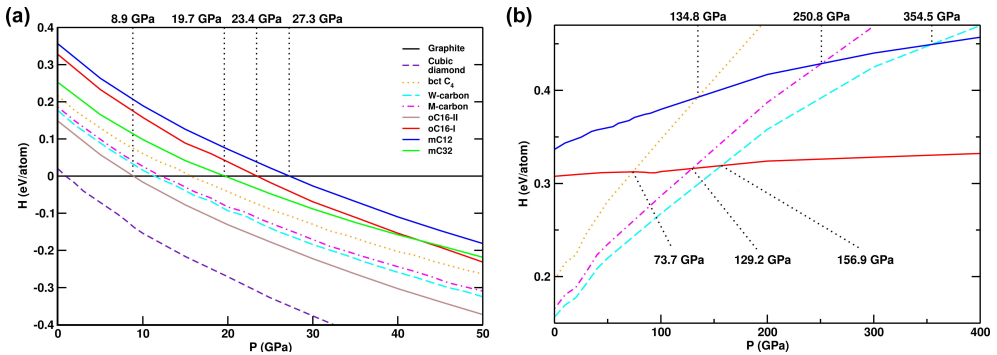 (a)
8.9 GPa 19.7 GPa 23.4 GPa 27.3 GPa
0.4
0.3
0.2
0.1
0
-0.1
-0.2
-0.3
-0.4
H (eV/atom)
Graphite
Cubic
diamond
bct C4
W-carbon
M-carbon
oC16-II
oC16-I
mC12
mC32
0 10 20 30 40 50
P (GPa)
(b)
134.8 GPa 250.8 GPa 354.5 GPa
0.4
0.3
0.2
H (eV/atom)
73.7 GPa 129.2 GPa 156.9 GPa
0 100 200 300 400
P (GPa)